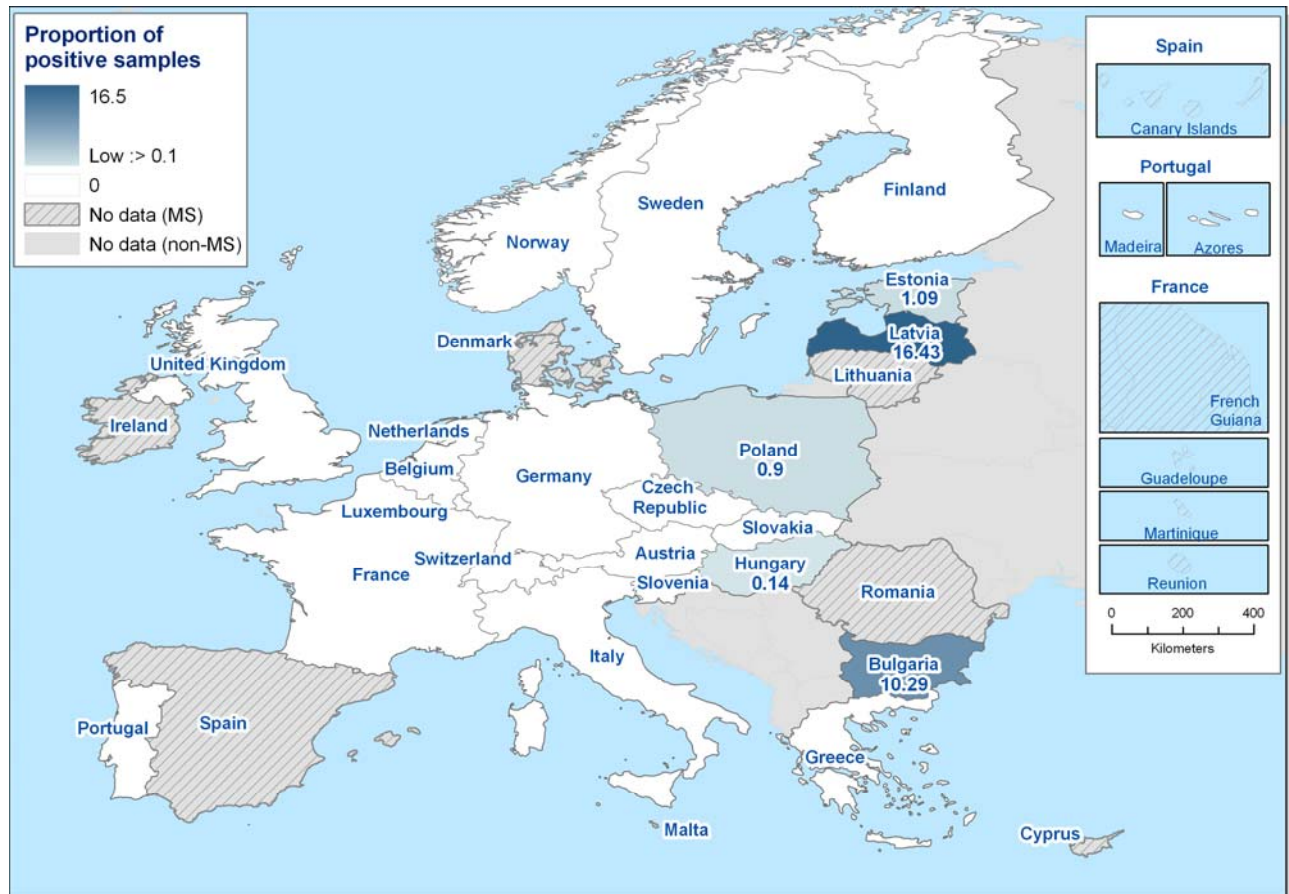 Proportion of
positive samples
16.5
Low :> 0.1
0
No data (MS)
No data (non-MS)
Norway
Sweden
Finland
Estonia
1.09
Latvia
16.43
Lithuania
Denmark
United Kingdom
Ireland
Netherlands
Belgium
Luxembourg
Germany
Poland
0.9
Czech
Republic
Slovakia
Switzerland
France
Austria
Slovenia
Hungary
0.14
Romania
Bulgaria
10.29
Italy
Portugal
Spain
Greece
Malta
Cyprus
Spain
Canary Islands
Portugal
Madeira
Azores
France
French
Guiana
Guadeloupe
Martinique
Reunion
0 200 400
Kilometers